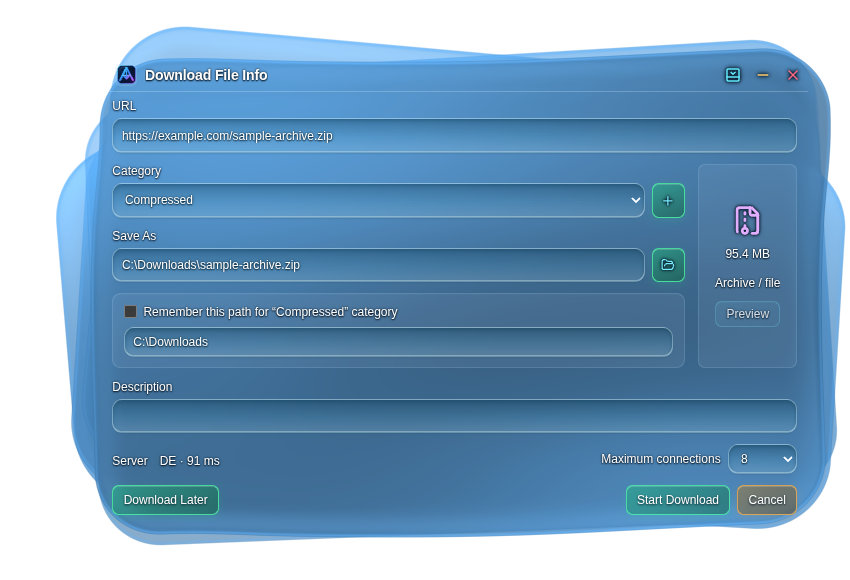 Download File Info
URL
https://example.com/sample-archive.zip
Category
Compressed
Save As
C:\Downloads\sample-archive.zip
95.4 MB
Archive / file
Preview
Remember this path for “Compressed” category
C:\Downloads
Description
Server DE · 91 ms
Maximum connections 8
Download Later
Start Download
Cancel